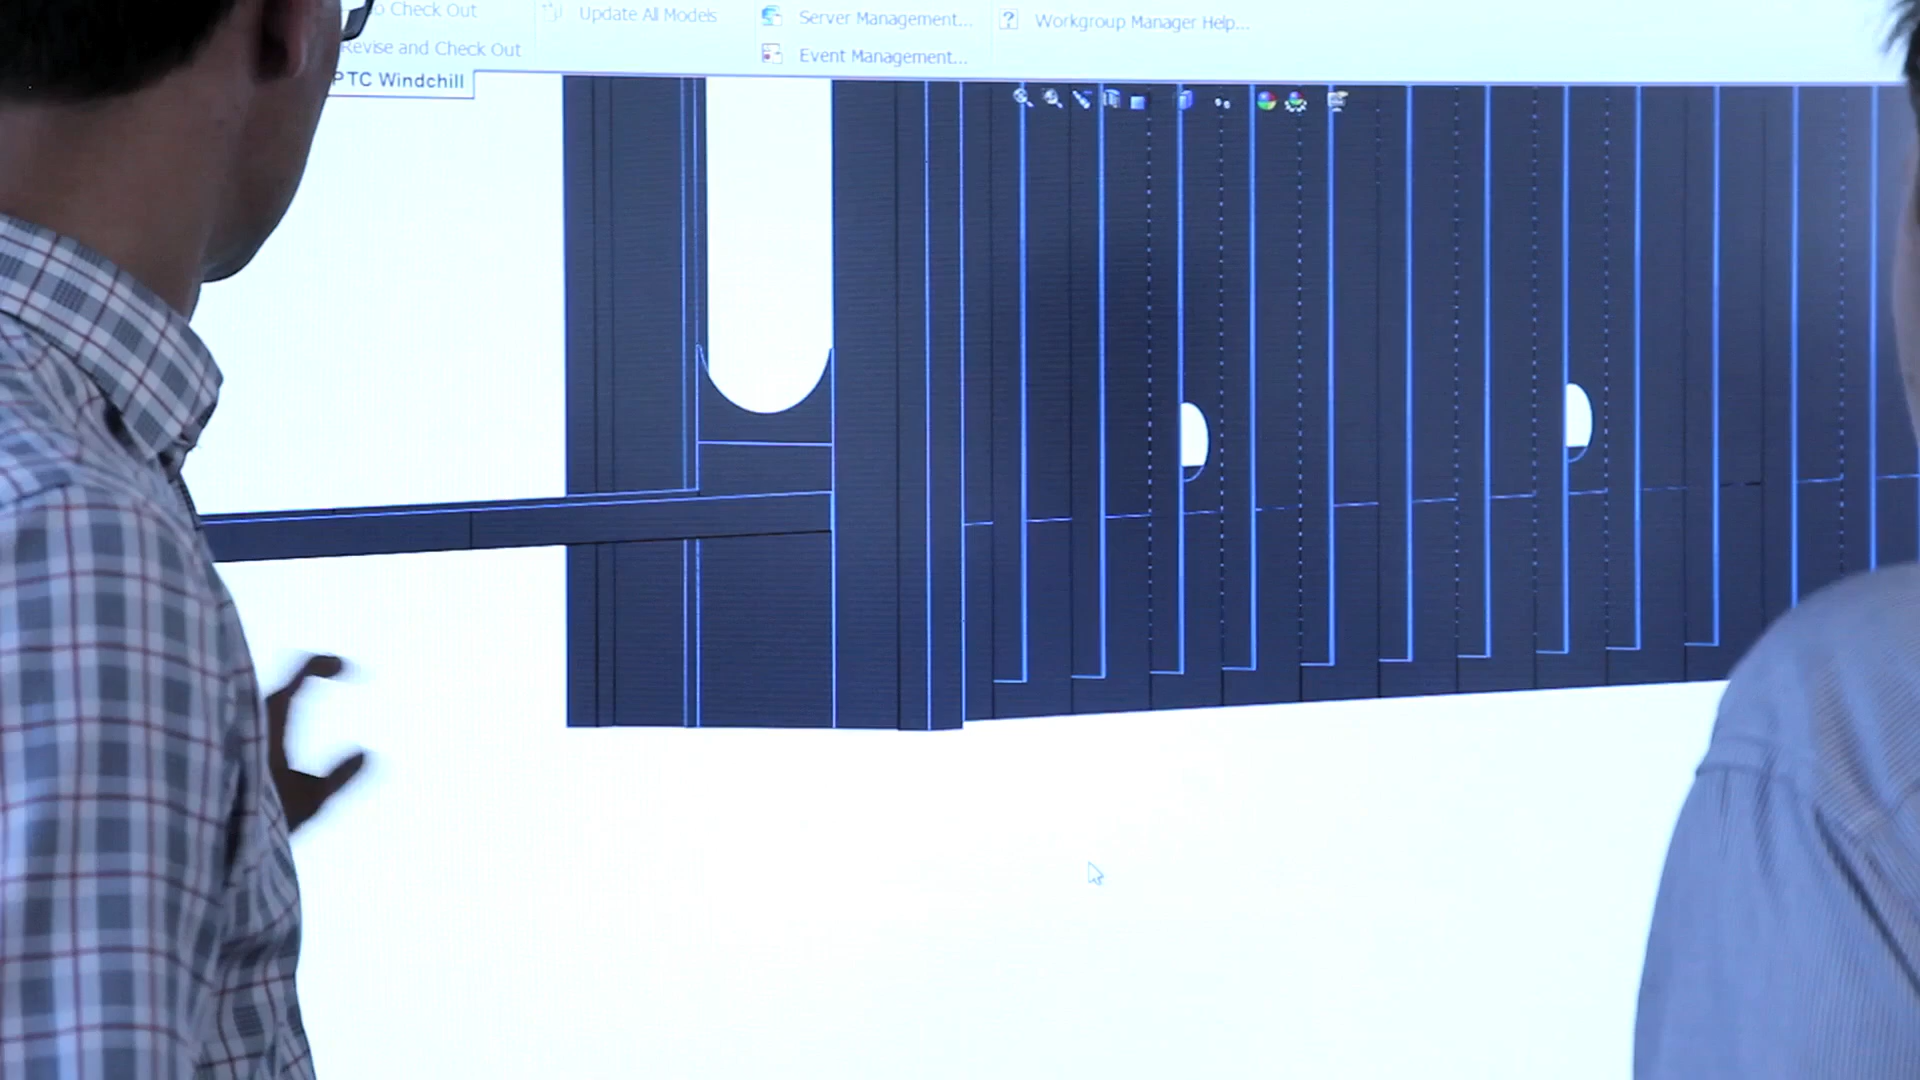 o Check Out
Update All Models
Server Management...
Workgroup Manager Help...
Revise and Check Out
Event Management...
PTC Windchill